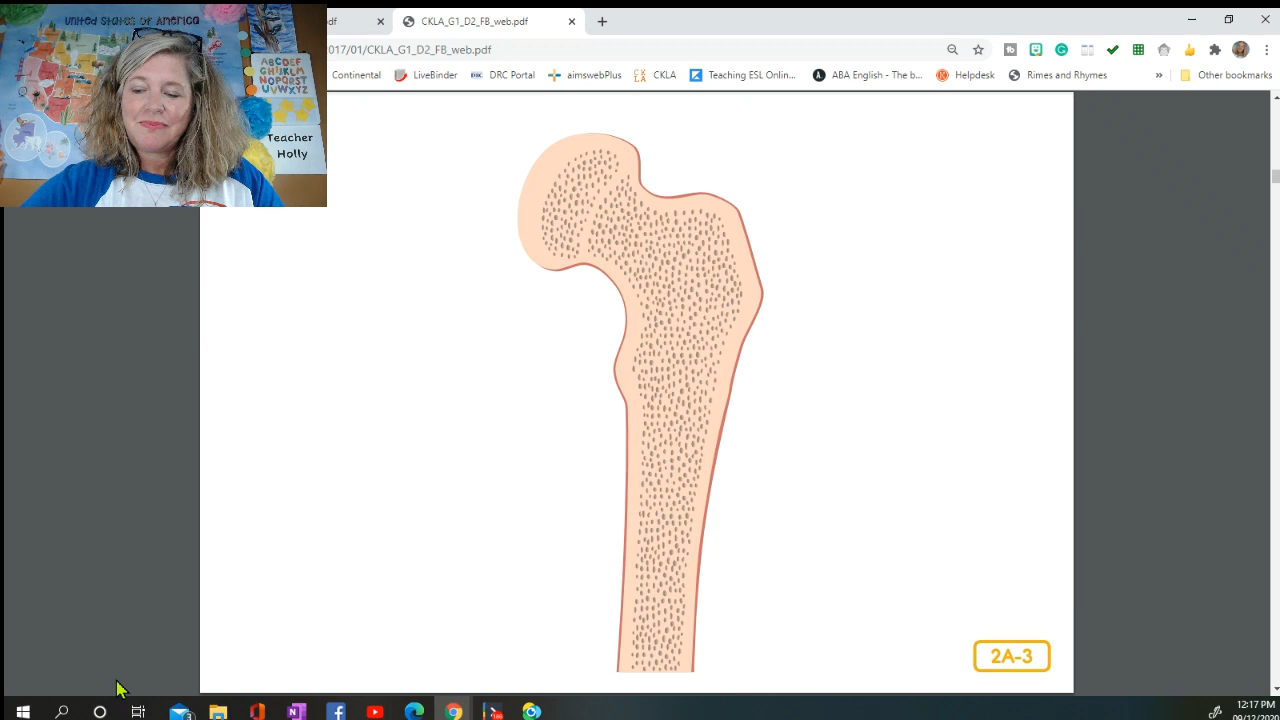 United States of America
ABCDEF
GHIJKLM
NOPQRST
UVWXYZ
Teacher
Holly
df
CKLA_G1_D2_FB_web.pdf
017/01/CKLA_G1_D2_FB_web.pdf
Continental
LiveBinder
DRC Portal
aimswebPlus
CKLA
Teaching ESL Onlin...
ABA English - The b...
Helpdesk
Rimes and Rhymes
»
Other bookmarks
2A-3
12:17 PM